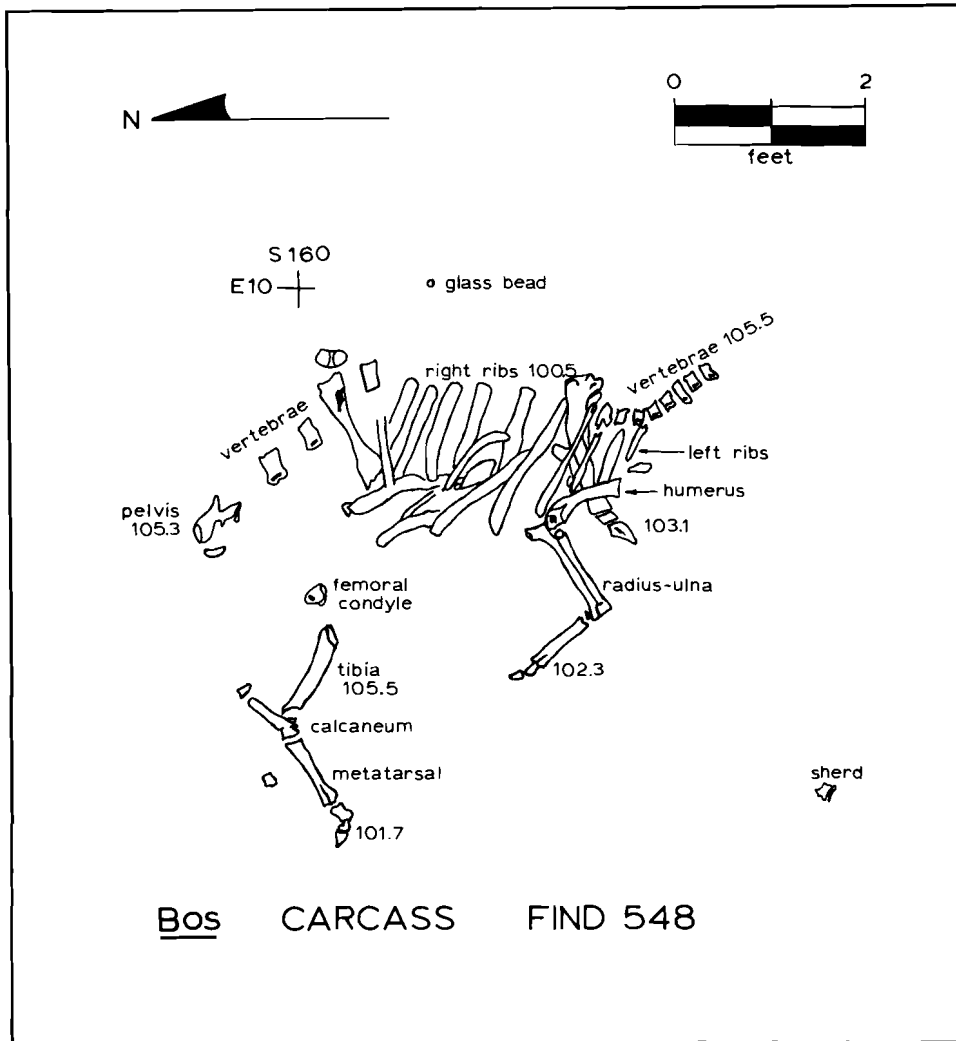 0 2
N
feet
S 160
E10
glass bead
vertebrae 105.5
right ribs 100.5
vertebrae
left ribs
humerus
pelvis
105.3
103.1
femoral
condyle
radius-ulna
tibia
105.5
102.3
calcaneum
metatarsal
sherd
101.7
Bos CARCASS FIND 548